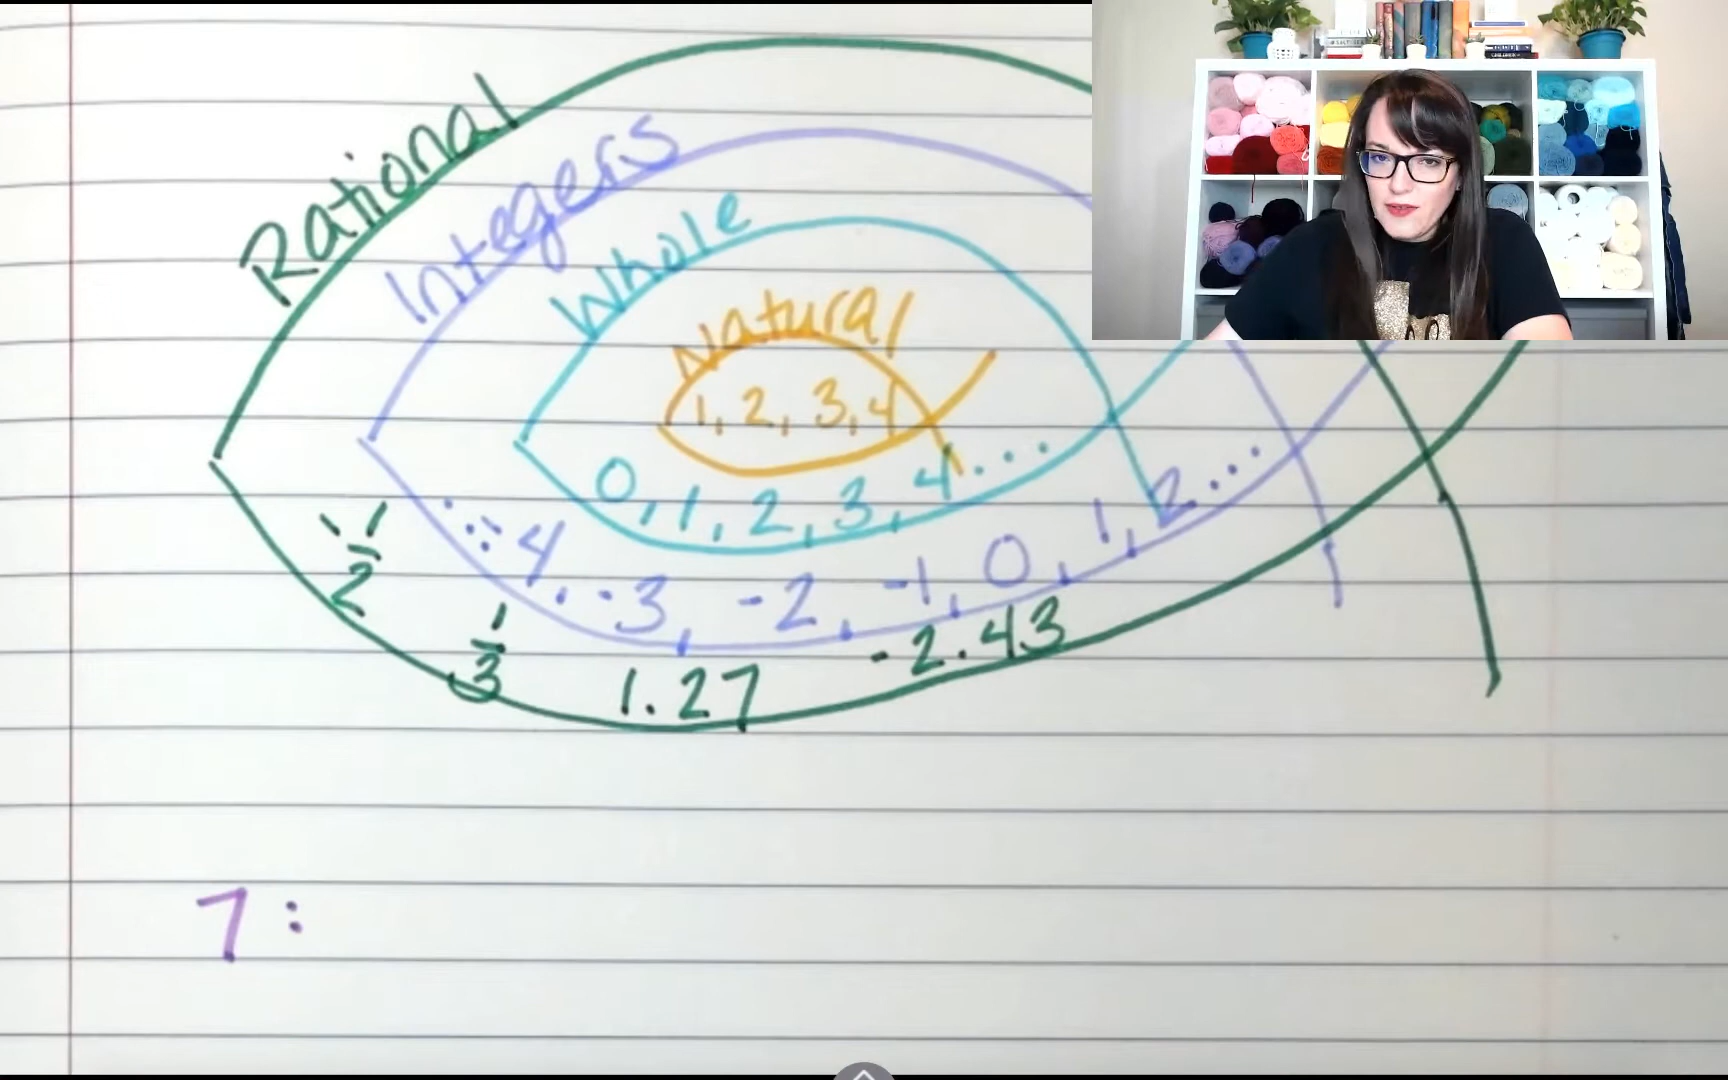 Rational
Integers
Whole
Natural
1, 2, 3, 4
0, 1, 2, 3, 4...
... -4, -3, -2, -1, 0, 1, 2...
-1/2
1/3
1.27
-2.43
7: